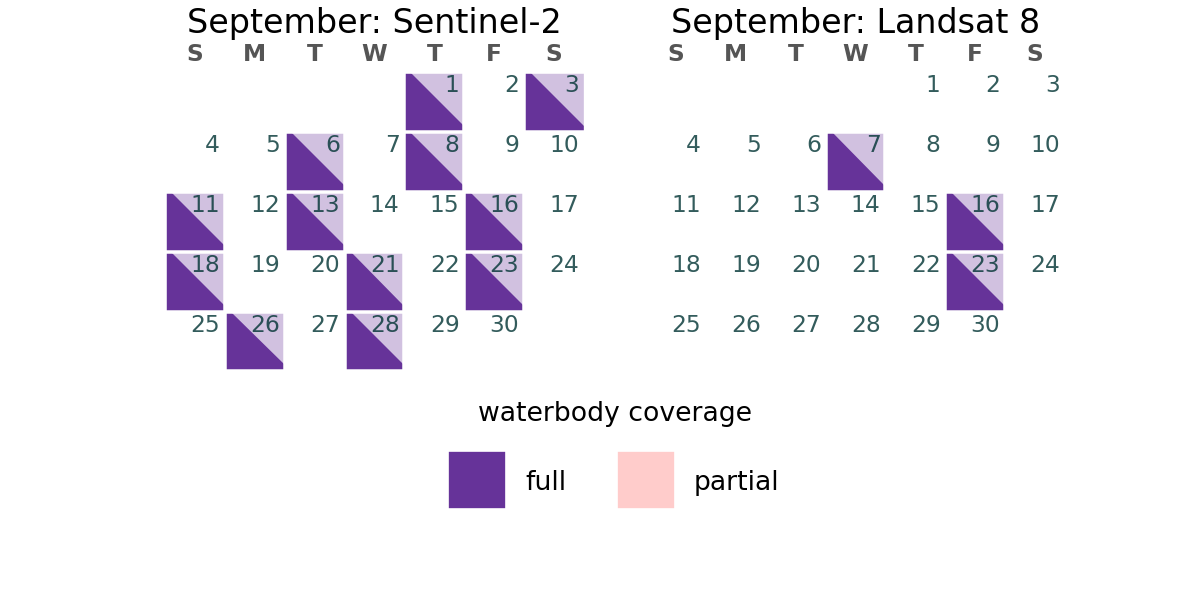 September: Sentinel-2
S M T W T F S
1 2 3
4 5 6 7 8 9 10
11 12 13 14 15 16 17
18 19 20 21 22 23 24
25 26 27 28 29 30
September: Landsat 8
S M T W T F S
1 2 3
4 5 6 7 8 9 10
11 12 13 14 15 16 17
18 19 20 21 22 23 24
25 26 27 28 29 30
waterbody coverage
full partial